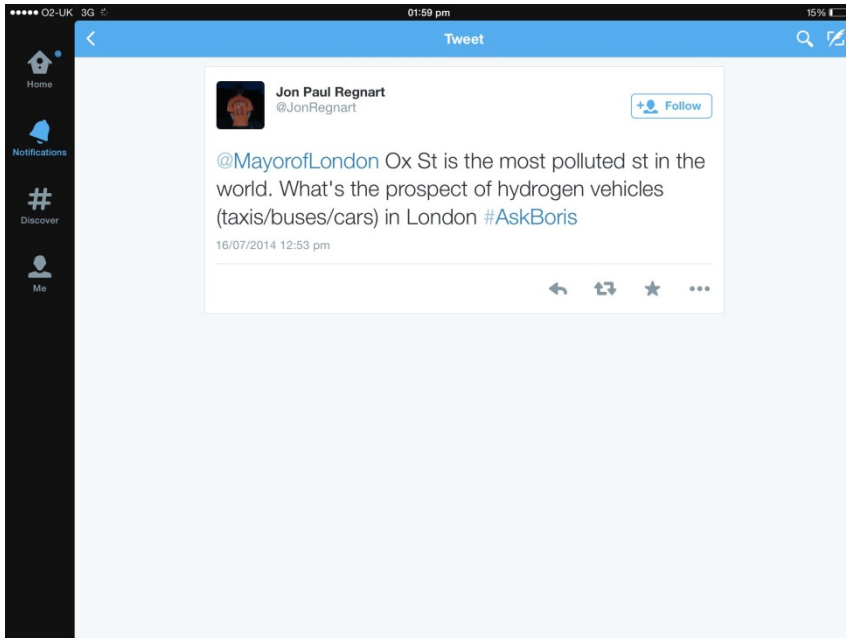 O2-UK 3G 01:59 pm 15%
Tweet
Home
Notifications
Discover
Me
Jon Paul Regnart
@JonRegnart
Follow
@MayorofLondon Ox St is the most polluted st in the
world. What's the prospect of hydrogen vehicles
(taxis/buses/cars) in London #AskBoris
16/07/2014 12:53 pm